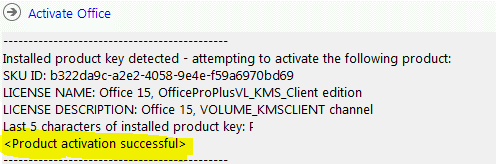 Activate Office
---------------------------------------
Installed product key detected - attempting to activate the following product:
SKU ID: b322da9c-a2e2-4058-9e4e-f59a6970bd69
LICENSE NAME: Office 15, OfficeProPlusVL_KMS_Client edition
LICENSE DESCRIPTION: Office 15, VOLUME_KMSCLIENT channel
Last 5 characters of installed product key: F
<Product activation successful>
---------------------------------------